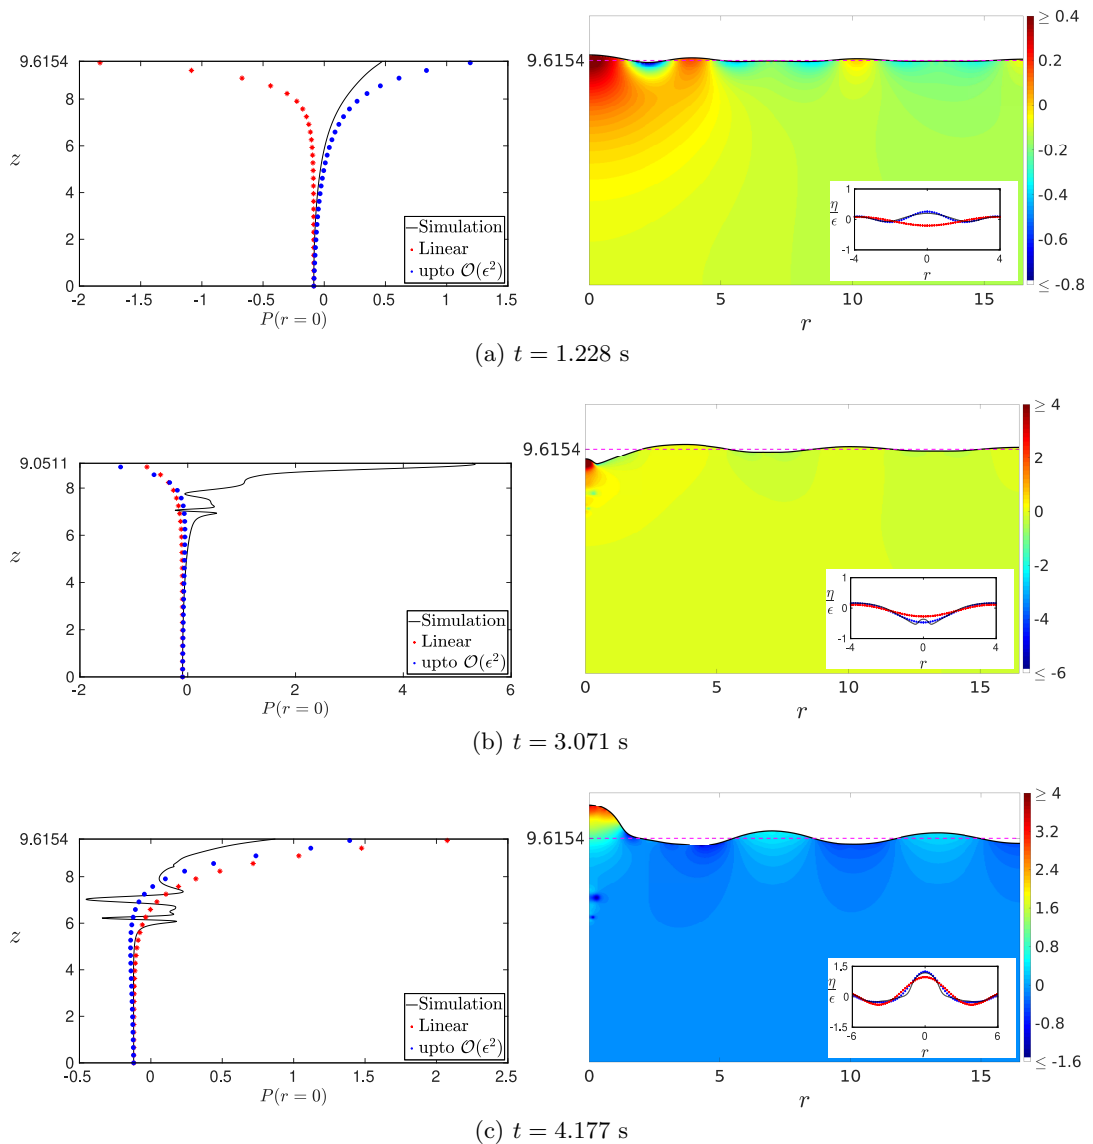 9.6154
8
6
4
2
0
z
Simulation
Linear
upto 𝒪(ϵ²)
-2 -1.5 -1 -0.5 0 0.5 1 1.5
P(r = 0)
9.6154
≥ 0.4
0.2
0
-0.2
-0.4
-0.6
≤ -0.8
1
0
-1
η/ϵ
-4 0 4
r
0 5 10 15
r
(a) t = 1.228 s
9.0511
8
6
4
2
0
z
Simulation
Linear
upto 𝒪(ϵ²)
-2 0 2 4 6
P(r = 0)
9.6154
≥ 4
2
0
-2
-4
≤ -6
1
0
-1
η/ϵ
-4 0 4
r
0 5 10 15
r
(b) t = 3.071 s
9.6154
8
6
4
2
0
z
Simulation
Linear
upto 𝒪(ϵ²)
-0.5 0 0.5 1 1.5 2 2.5
P(r = 0)
9.6154
≥ 4
3.2
2.4
1.6
0.8
0
-0.8
≤ -1.6
1.5
0
-1.5
η/ϵ
-6 0 6
r
0 5 10 15
r
(c) t = 4.177 s